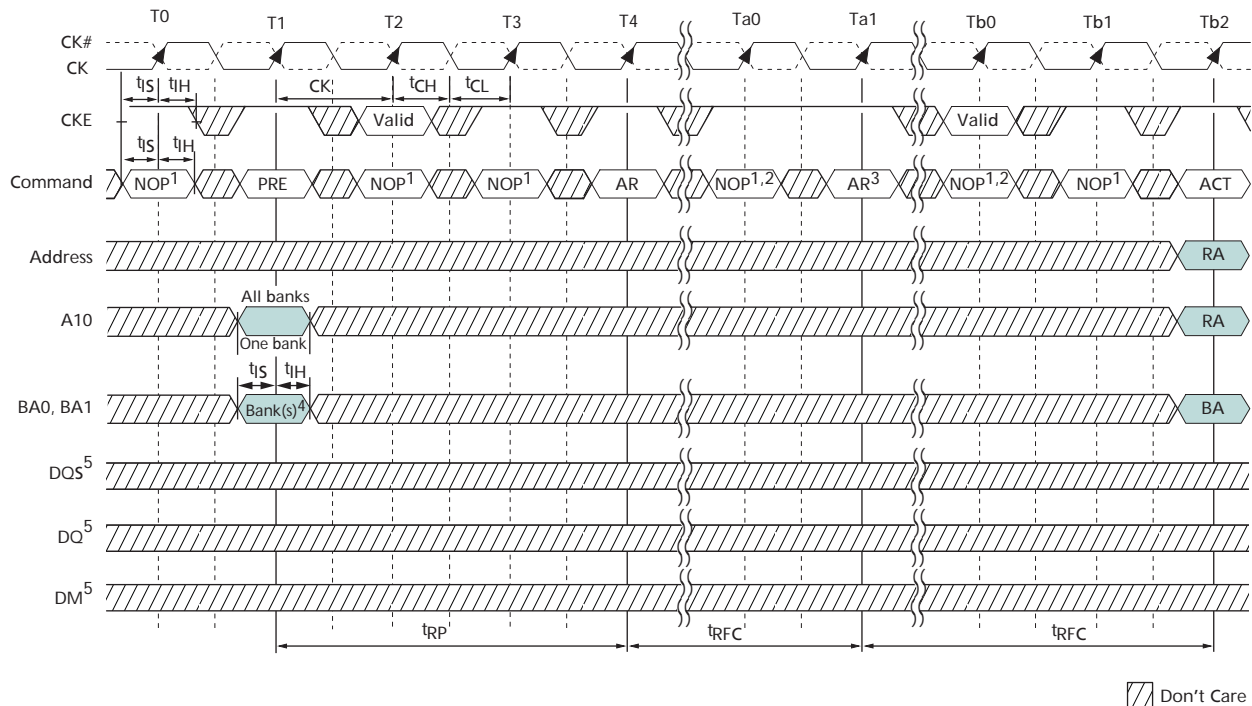 T0 T1 T2 T3 T4 Ta0 Ta1 Tb0 Tb1 Tb2
CK#
CK
tIS tIH CK tCH tCL
CKE Valid Valid
tIS tIH
Command NOP1 PRE NOP1 NOP1 AR NOP1,2 AR3 NOP1,2 NOP1 ACT
Address RA
All banks
A10 RA
One bank
tIS tIH
BA0, BA1 Bank(s)4 BA
DQS5
DQ5
DM5
tRP tRFC tRFC
Don't Care